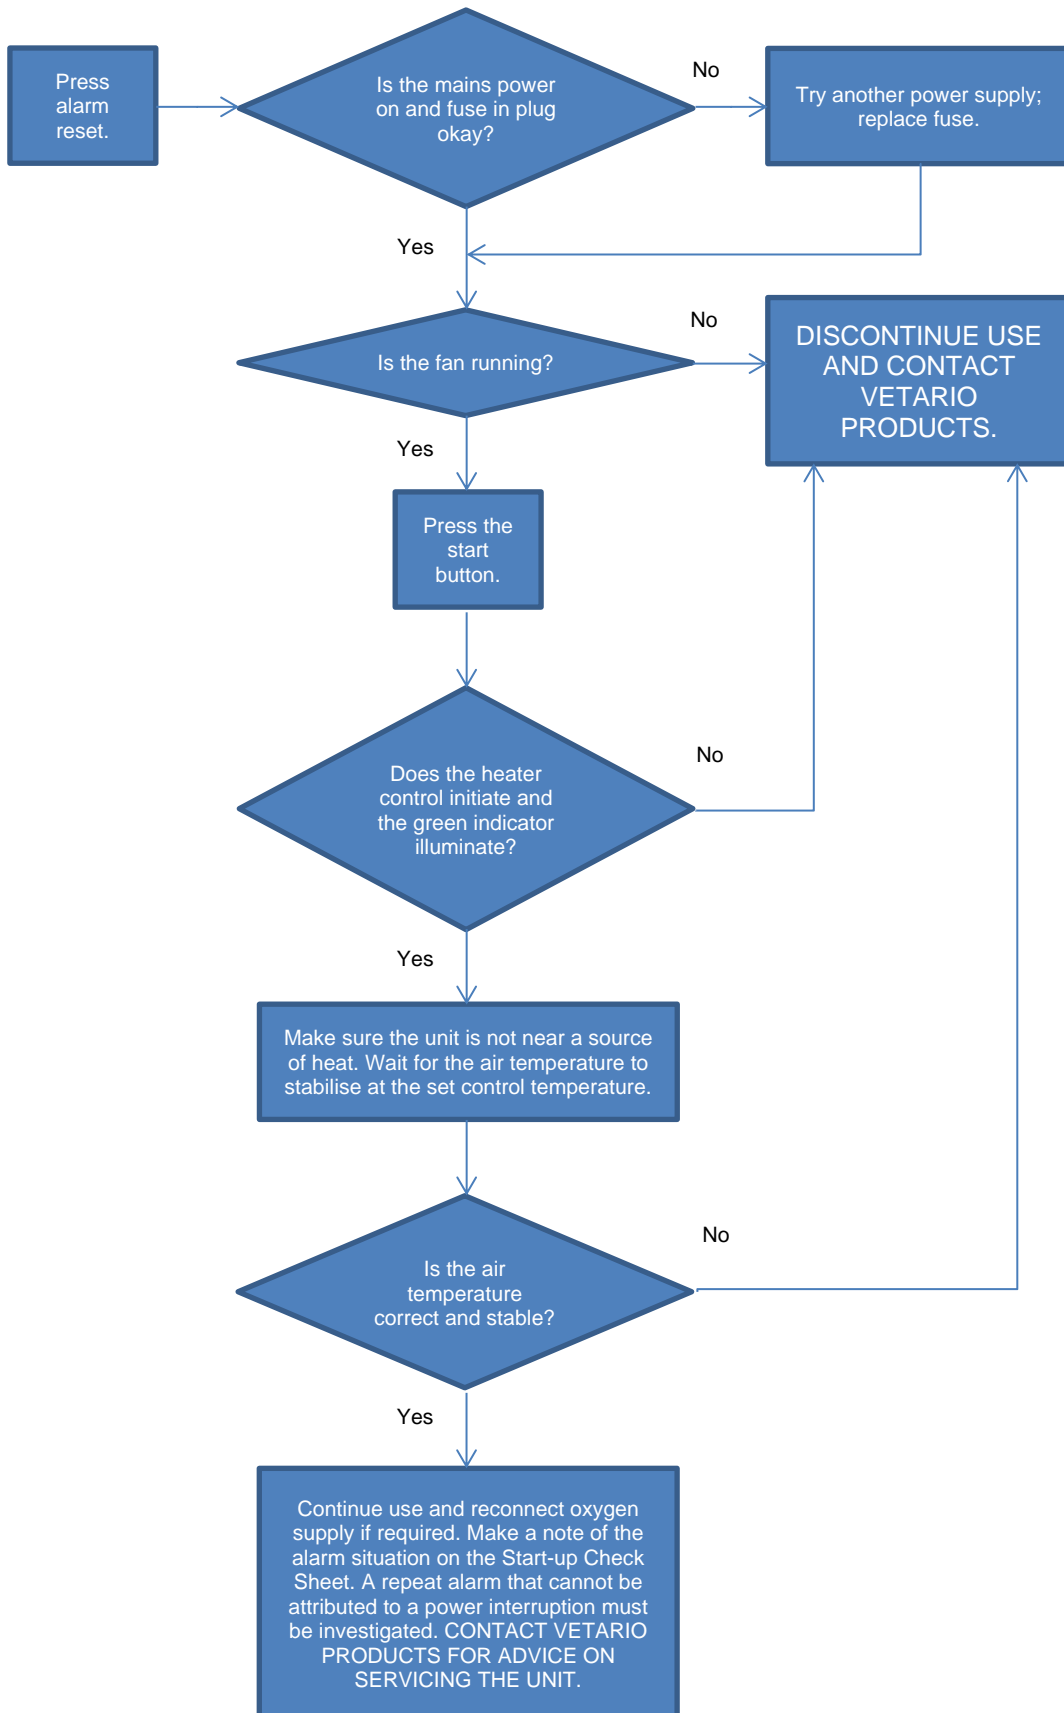 Press
alarm
reset.
Is the mains power
on and fuse in plug
okay?
No
Try another power supply;
replace fuse.
Yes
Is the fan running?
No
DISCONTINUE USE
AND CONTACT
VETARIO
PRODUCTS.
Yes
Press the
start
button.
Does the heater
control initiate and
the green indicator
illuminate?
No
Yes
Make sure the unit is not near a source
of heat. Wait for the air temperature to
stabilise at the set control temperature.
Is the air
temperature
correct and stable?
No
Yes
Continue use and reconnect oxygen
supply if required. Make a note of the
alarm situation on the Start-up Check
Sheet. A repeat alarm that cannot be
attributed to a power interruption must
be investigated. CONTACT VETARIO
PRODUCTS FOR ADVICE ON
SERVICING THE UNIT.